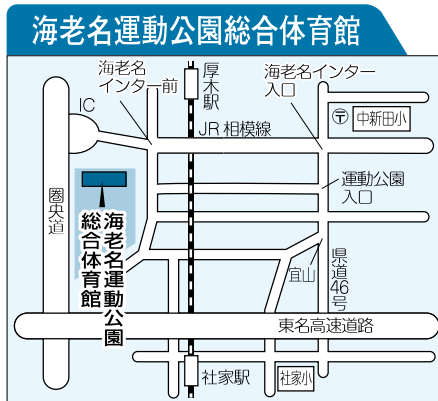 海老名運動公園総合体育館
海老名
インター前
厚木駅
海老名インター
入口
IC
JR相模線
〒
中新田小
運動公園
入口
圏央道
海老名運動公園
総合体育館
宜山
県道46号
東名高速道路
社家駅
社家小